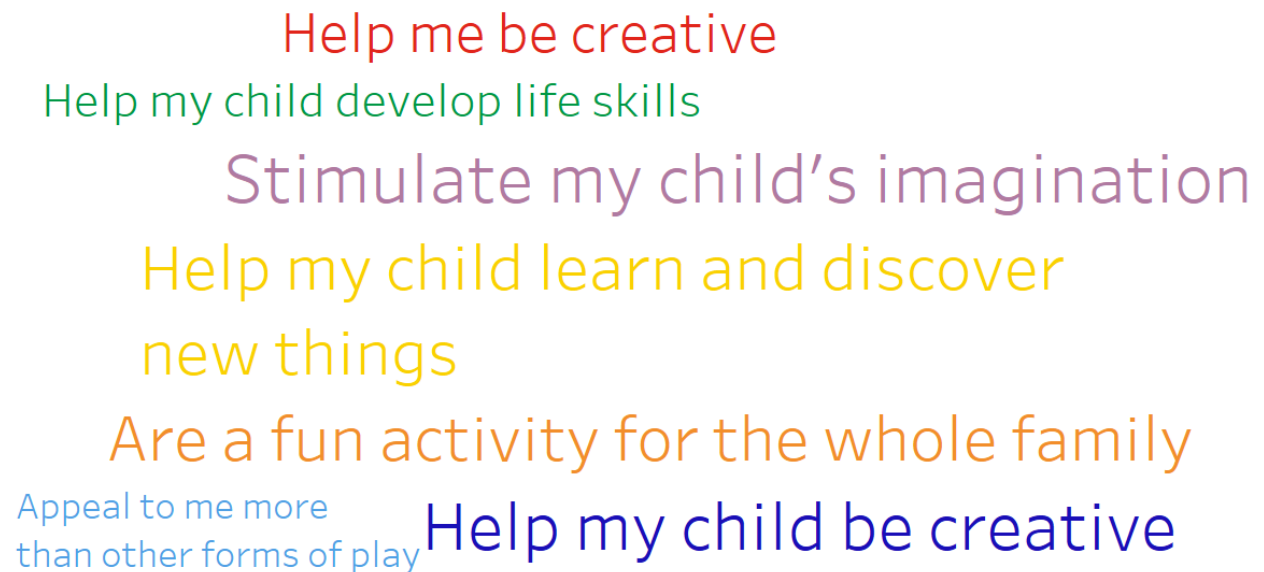 Help me be creative
Help my child develop life skills
Stimulate my child's imagination
Help my child learn and discover
new things
Are a fun activity for the whole family
Appeal to me more
than other forms of play
Help my child be creative